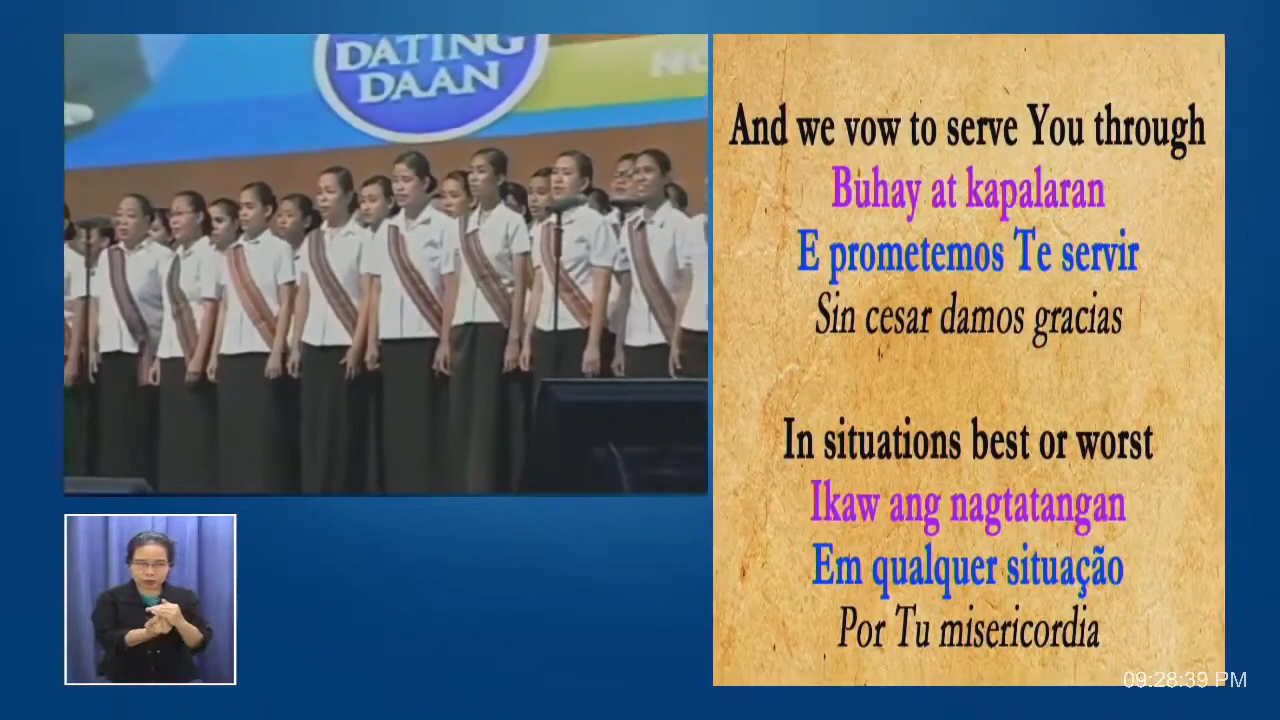 DATING
DAAN
NO
And we vow to serve You through
Buhay at kapalaran
E prometemos Te servir
Sin cesar damos gracias
In situations best or worst
Ikaw ang nagtatangan
Em qualquer situação
Por Tu misericordia
09:28:39 PM